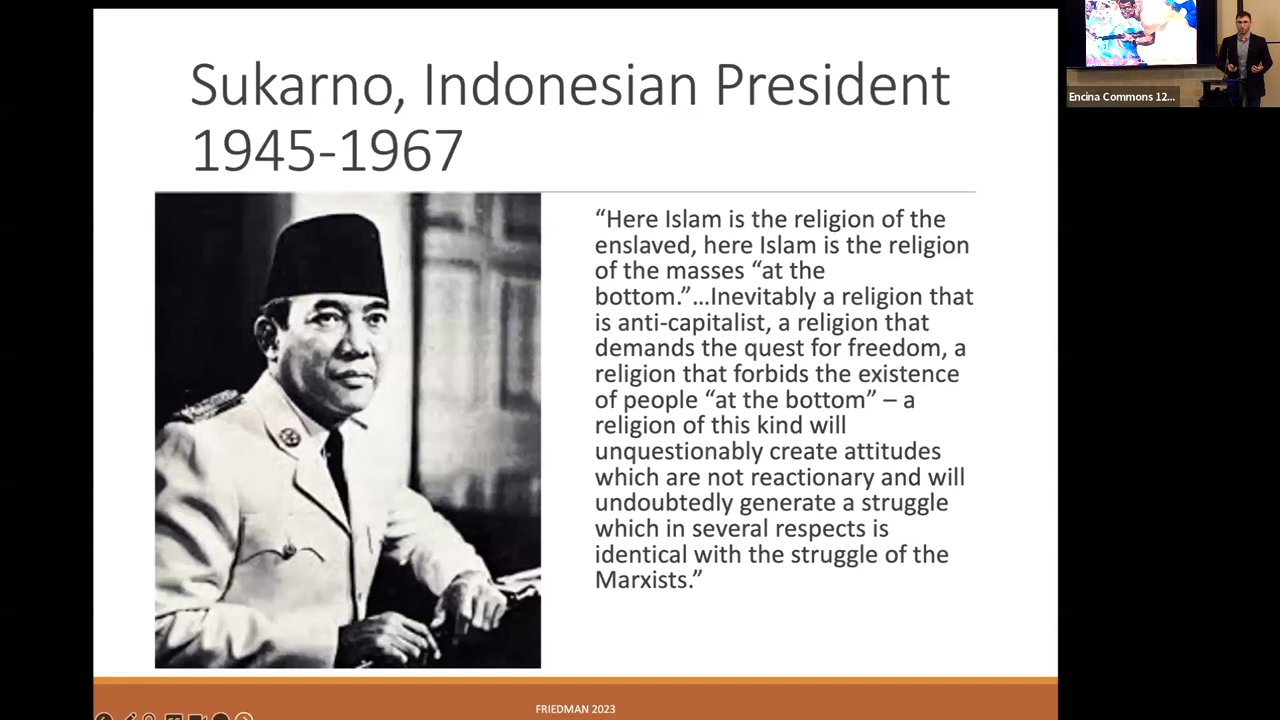 Sukarno, Indonesian President
1945-1967
“Here Islam is the religion of the
enslaved, here Islam is the religion
of the masses “at the
bottom.”…Inevitably a religion that
is anti-capitalist, a religion that
demands the quest for freedom, a
religion that forbids the existence
of people “at the bottom” – a
religion of this kind will
unquestionably create attitudes
which are not reactionary and will
undoubtedly generate a struggle
which in several respects is
identical with the struggle of the
Marxists.”
FRIEDMAN 2023
Encina Commons 12...